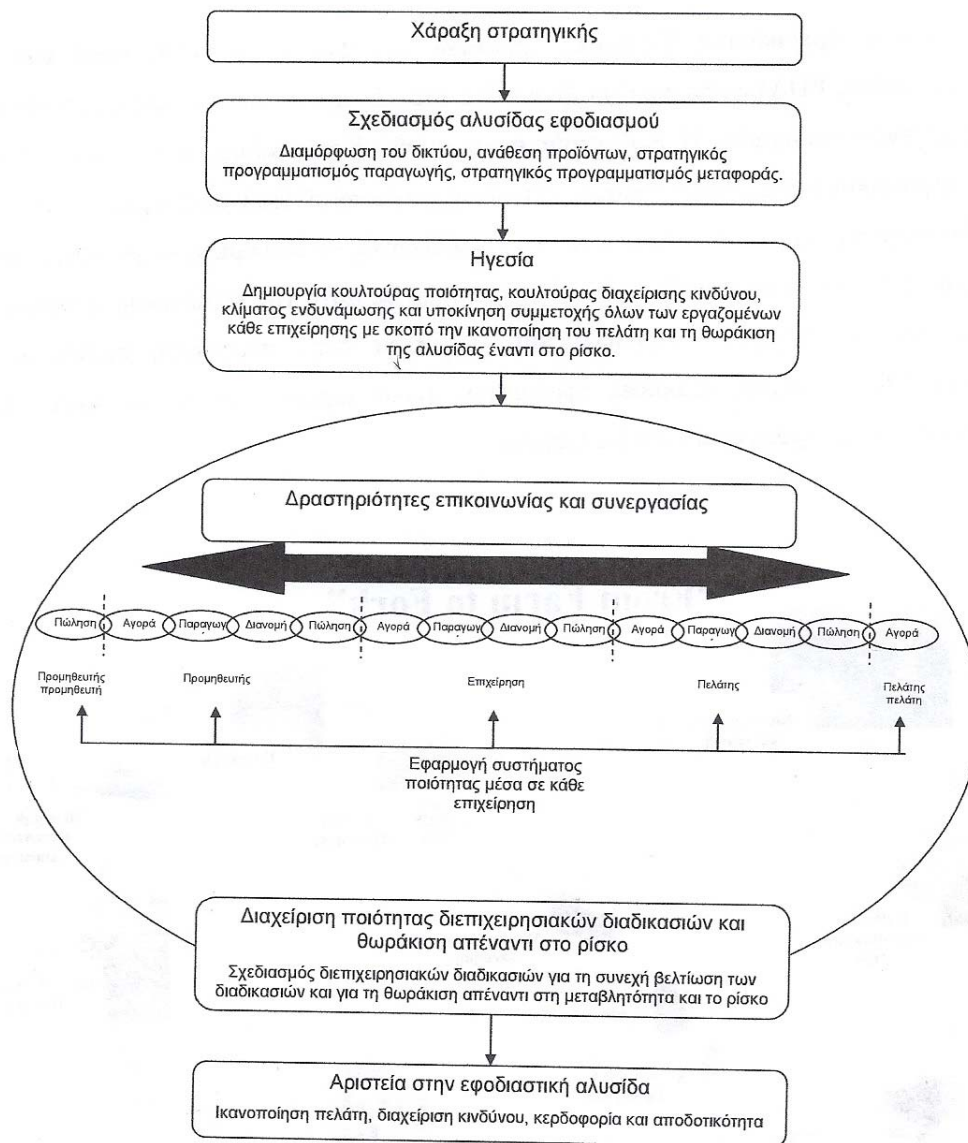 Χάραξη στρατηγικής
Σχεδιασμός αλυσίδας εφοδιασμού
Διαμόρφωση του δικτύου, ανάθεση προϊόντων, στρατηγικός
προγραμματισμός παραγωγής, στρατηγικός προγραμματισμός μεταφοράς.
Ηγεσία
Δημιουργία κουλτούρας ποιότητας, κουλτούρας διαχείρισης κινδύνου,
κλίματος ενδυνάμωσης και υποκίνηση συμμετοχής όλων των εργαζομένων
κάθε επιχείρησης με σκοπό την ικανοποίηση του πελάτη και τη θωράκιση
της αλυσίδας έναντι στο ρίσκο.
Δραστηριότητες επικοινωνίας και συνεργασίας
Πώληση Αγορά Παραγωγ Διανομή Πώληση Αγορά Παραγωγ Διανομή Πώληση Αγορά Παραγωγ Διανομή Πώληση Αγορά
Προμηθευτής
προμηθευτή
Προμηθευτής
Επιχείρηση
Πελάτης
Πελάτης
πελάτη
Εφαρμογή συστήματος
ποιότητας μέσα σε κάθε
επιχείρηση
Διαχείριση ποιότητας διεπιχειρησιακών διαδικασιών και
θωράκιση απέναντι στο ρίσκο
Σχεδιασμός διεπιχειρησιακών διαδικασιών για τη συνεχή βελτίωση των
διαδικασιών και για τη θωράκιση απέναντι στη μεταβλητότητα και το ρίσκο
Αριστεία στην εφοδιαστική αλυσίδα
Ικανοποίηση πελάτη, διαχείριση κινδύνου, κερδοφορία και αποδοτικότητα